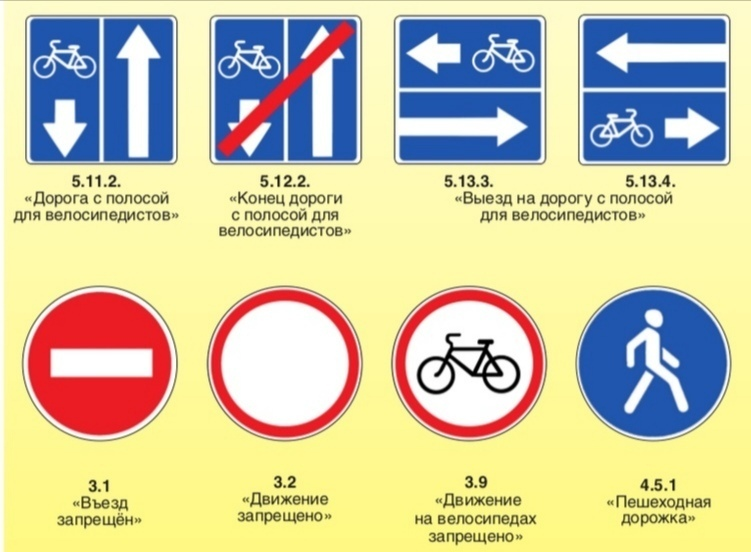 5.11.2.
«Дорога с полосой
для велосипедистов»
5.12.2.
«Конец дороги
с полосой для
велосипедистов»
5.13.3.
5.13.4.
«Выезд на дорогу с полосой
для велосипедистов»
3.1
«Въезд
запрещён»
3.2
«Движение
запрещено»
3.9
«Движение
на велосипедах
запрещено»
4.5.1
«Пешеходная
дорожка»